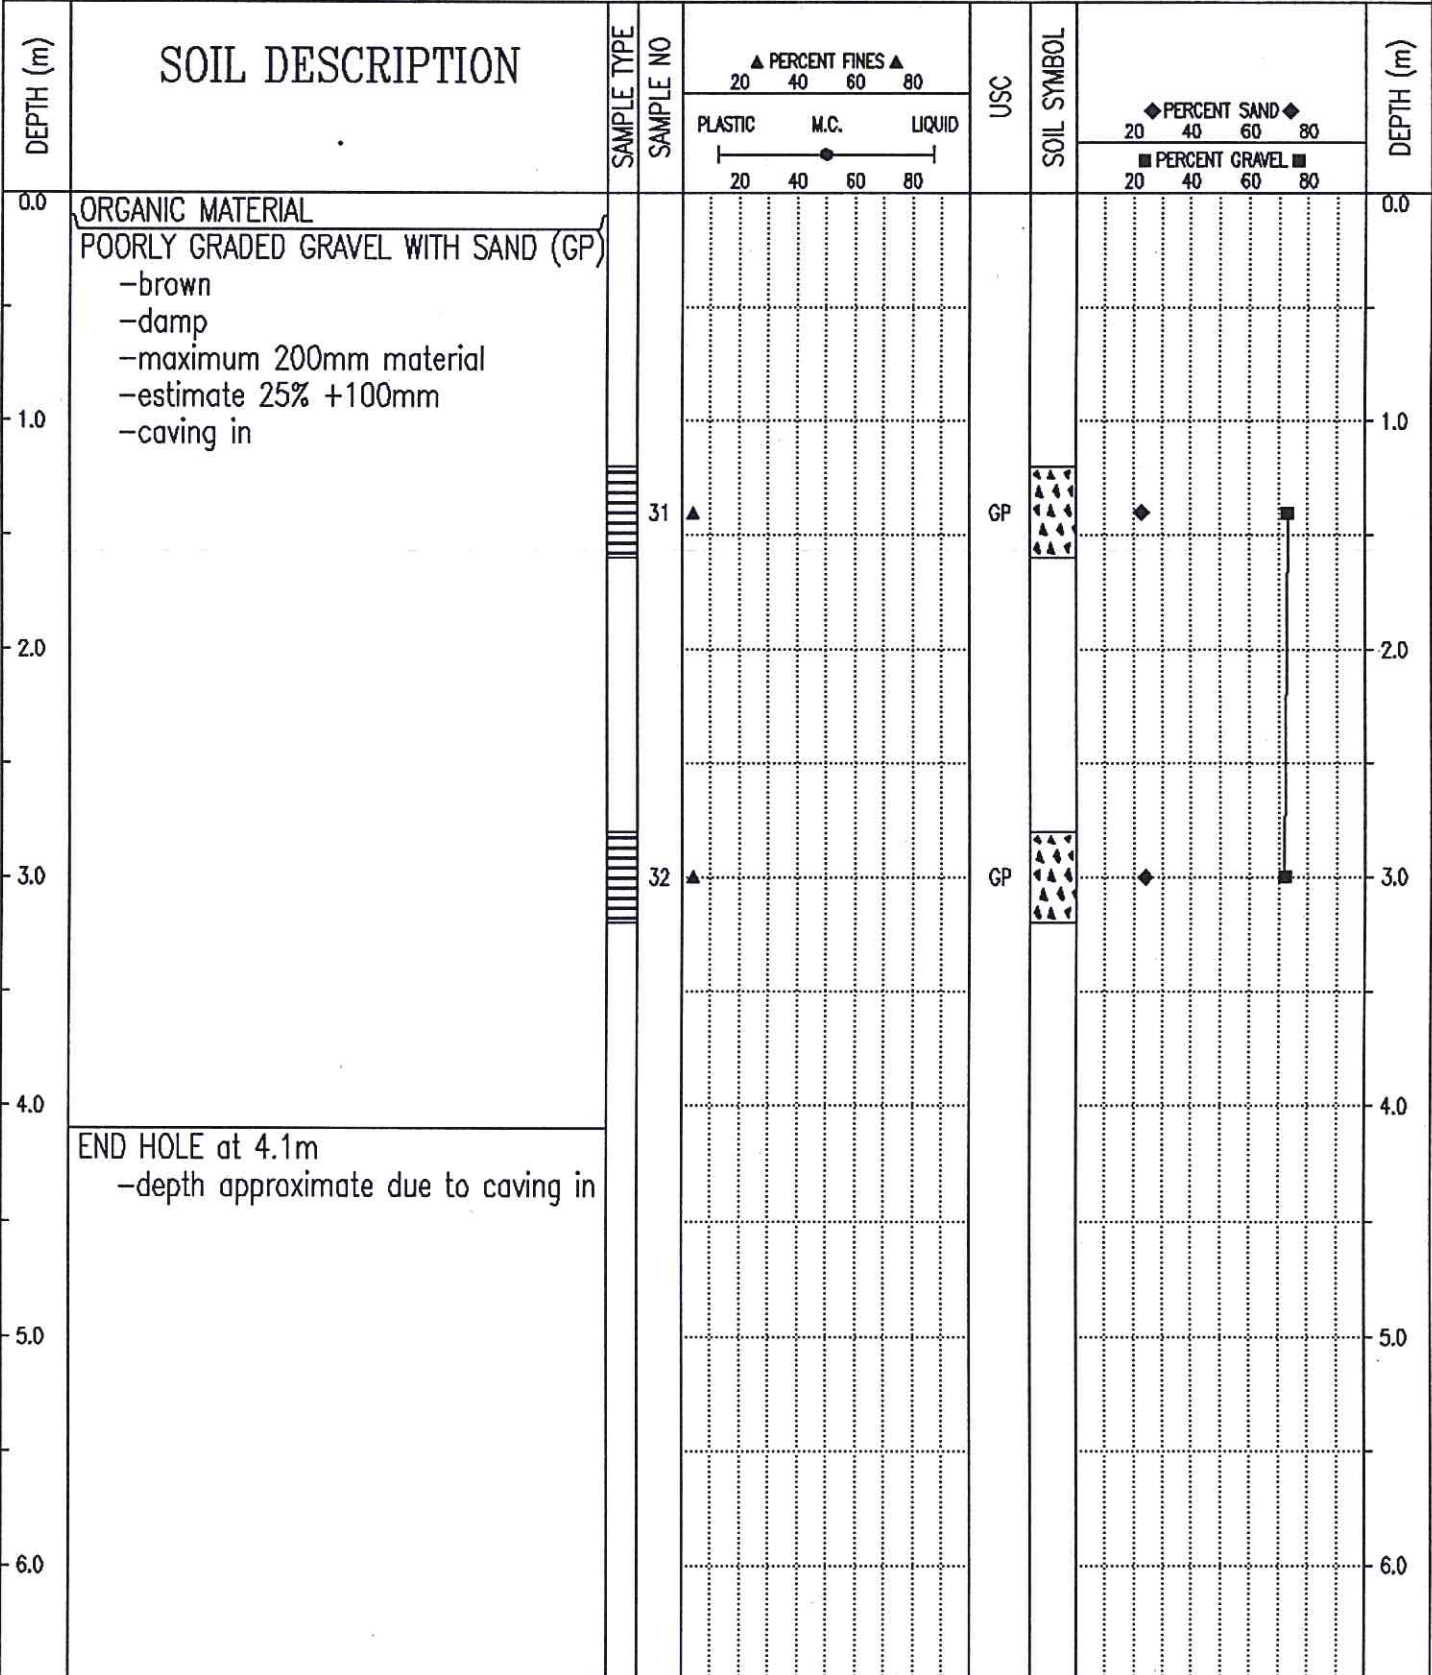 DEPTH (m)
SOIL DESCRIPTION
SAMPLE TYPE
SAMPLE NO
▲ PERCENT FINES ▲
20 40 60 80
PLASTIC M.C. LIQUID
20 40 60 80
USC
SOIL SYMBOL
◆ PERCENT SAND ◆
20 40 60 80
■ PERCENT GRAVEL ■
20 40 60 80
DEPTH (m)
0.0 ORGANIC MATERIAL 0.0
POORLY GRADED GRAVEL WITH SAND (GP)
-brown
-damp
-maximum 200mm material
-estimate 25% +100mm
1.0 1.0
-caving in
31 GP
2.0 2.0
3.0 32 GP 3.0
4.0 4.0
END HOLE at 4.1m
-depth approximate due to caving in
5.0 5.0
6.0 6.0